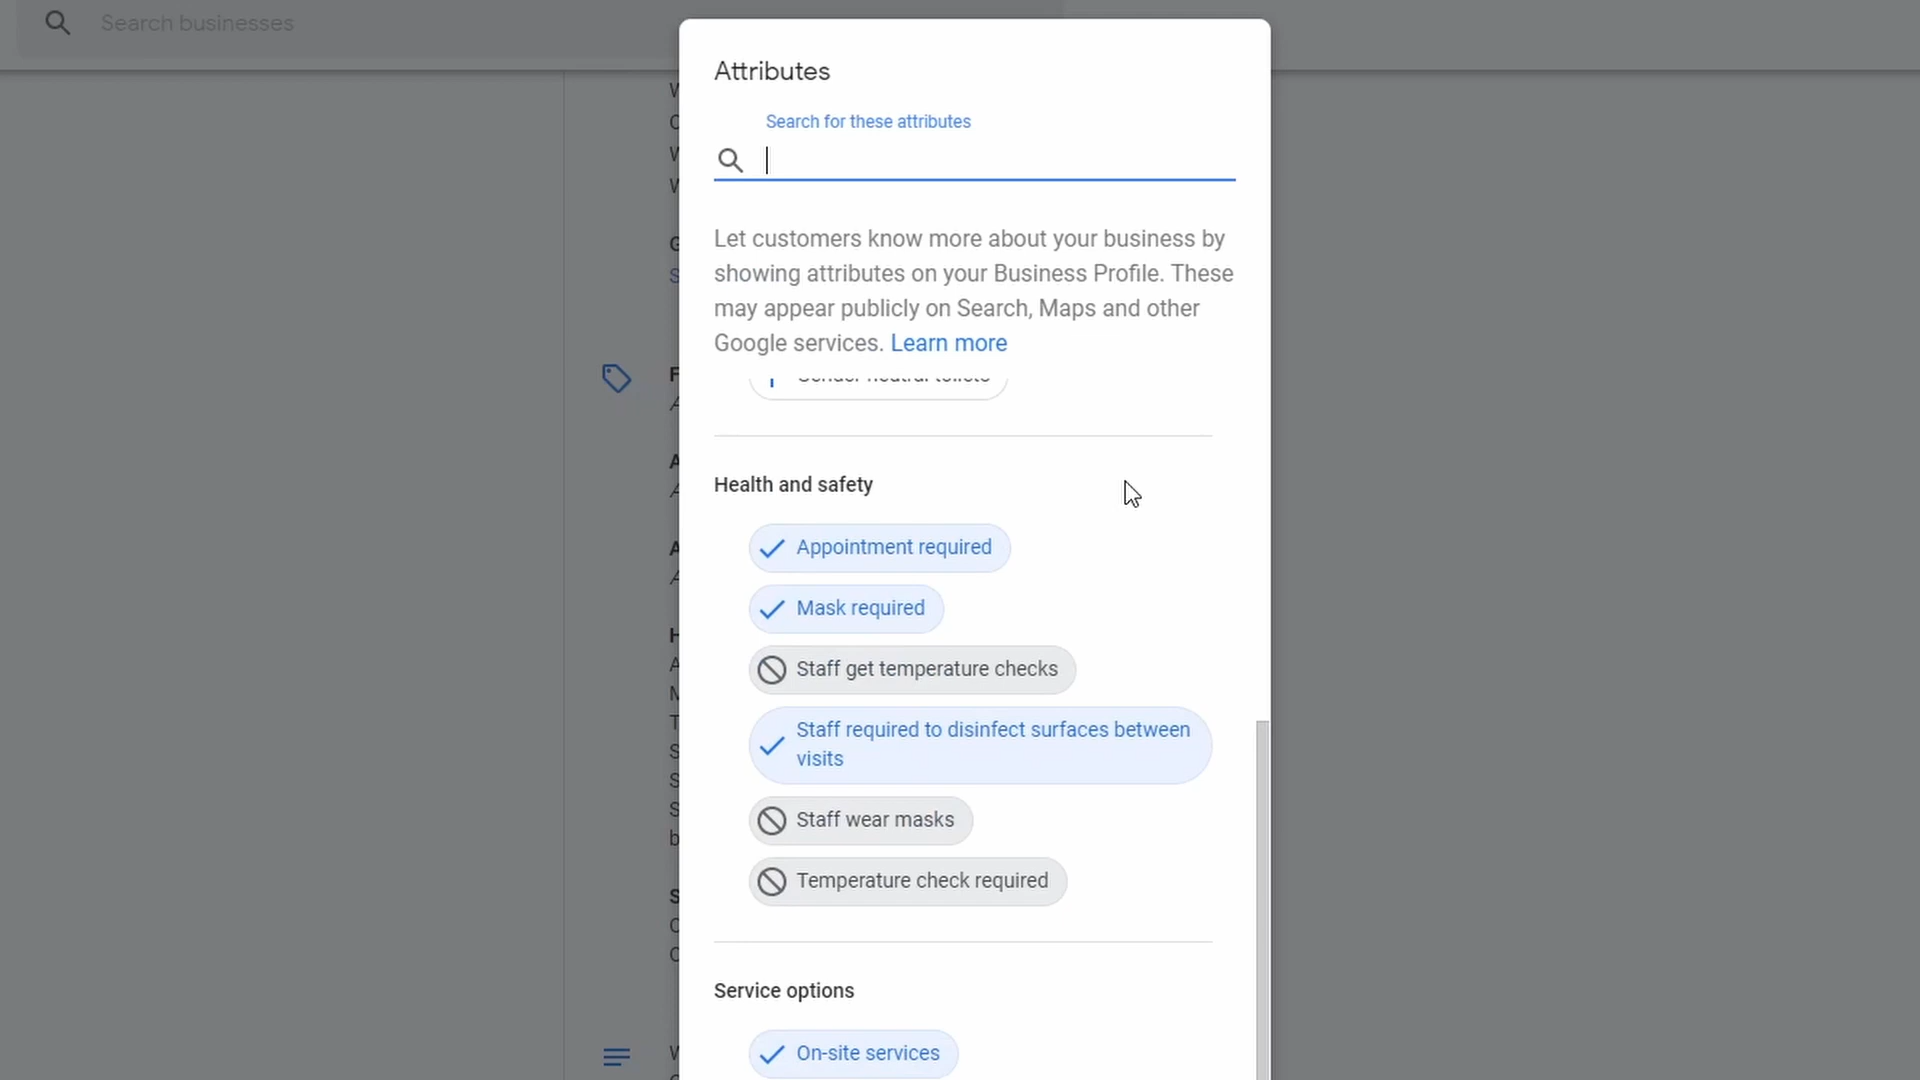 Search businesses
Attributes
Search for these attributes
Let customers know more about your business by
showing attributes on your Business Profile. These
may appear publicly on Search, Maps and other
Google services. Learn more
Health and safety
Appointment required
Mask required
Staff get temperature checks
Staff required to disinfect surfaces between
visits
Staff wear masks
Temperature check required
Service options
On-site services